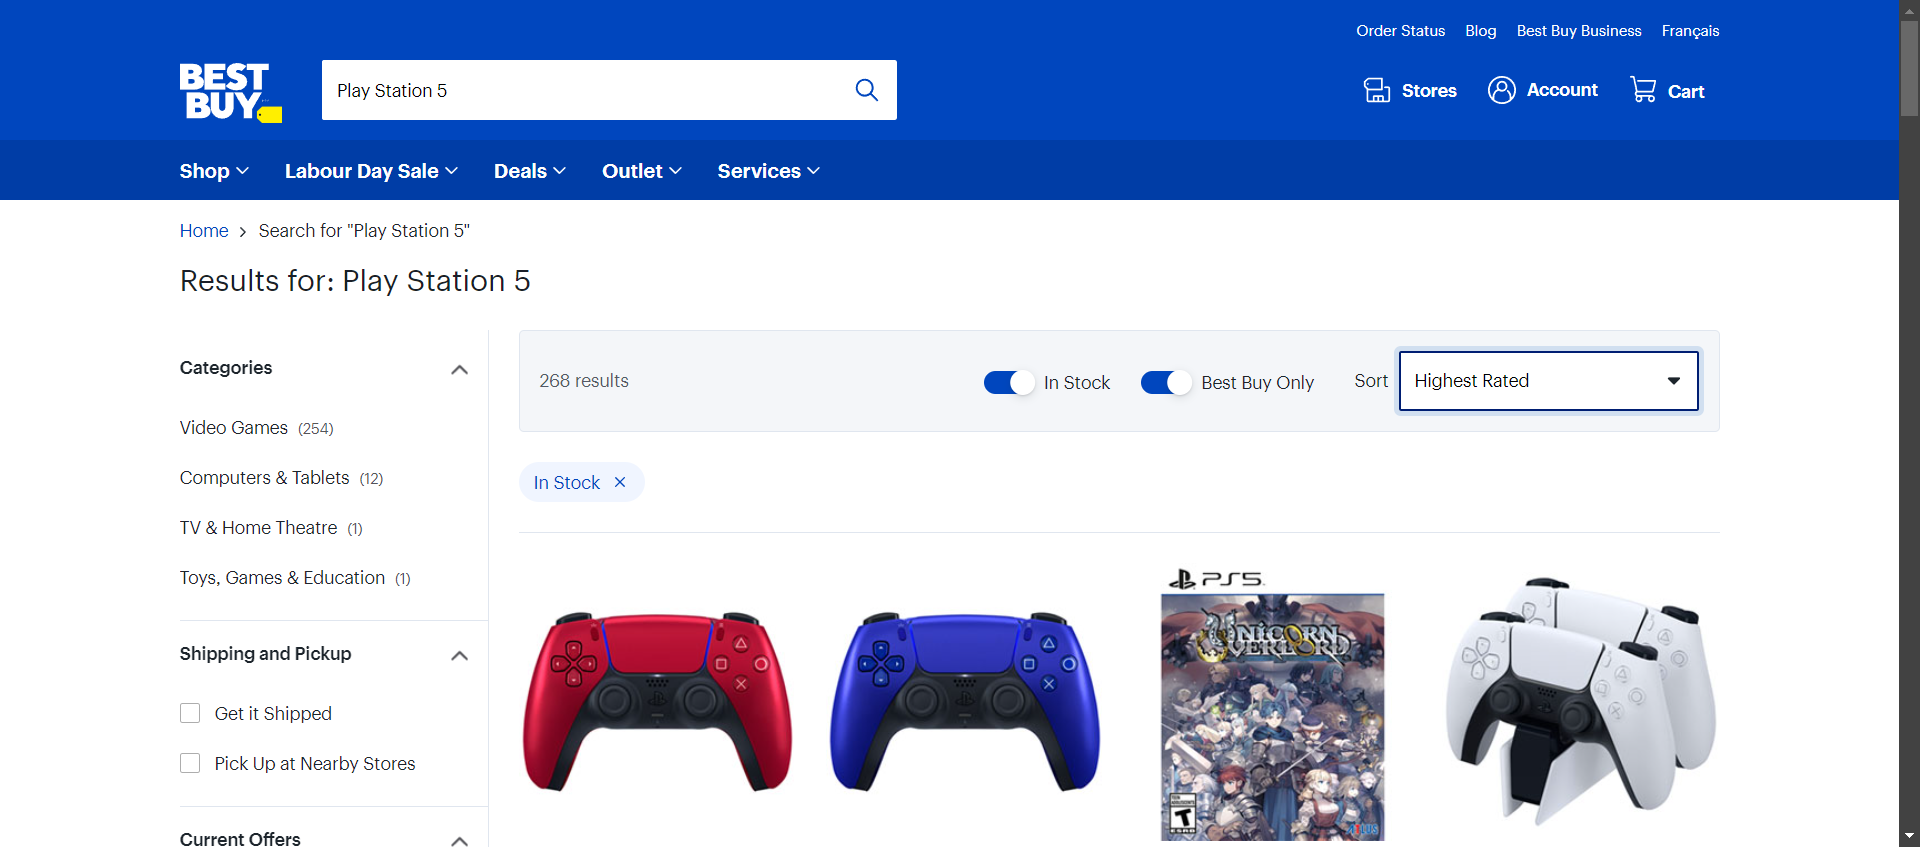 Order Status Blog Best Buy Business Français
BEST
BUY
Play Station 5
Stores Account Cart
Shop Labour Day Sale Deals Outlet Services
Home > Search for "Play Station 5"
Results for: Play Station 5
Categories
Video Games (254)
Computers & Tablets (12)
TV & Home Theatre (1)
Toys, Games & Education (1)
Shipping and Pickup
Get it Shipped
Pick Up at Nearby Stores
Current Offers
268 results
In Stock Best Buy Only Sort Highest Rated
In Stock ×
PS5
UNICORN
OVERLORD
TEEN
T
ESRB
ATLUS